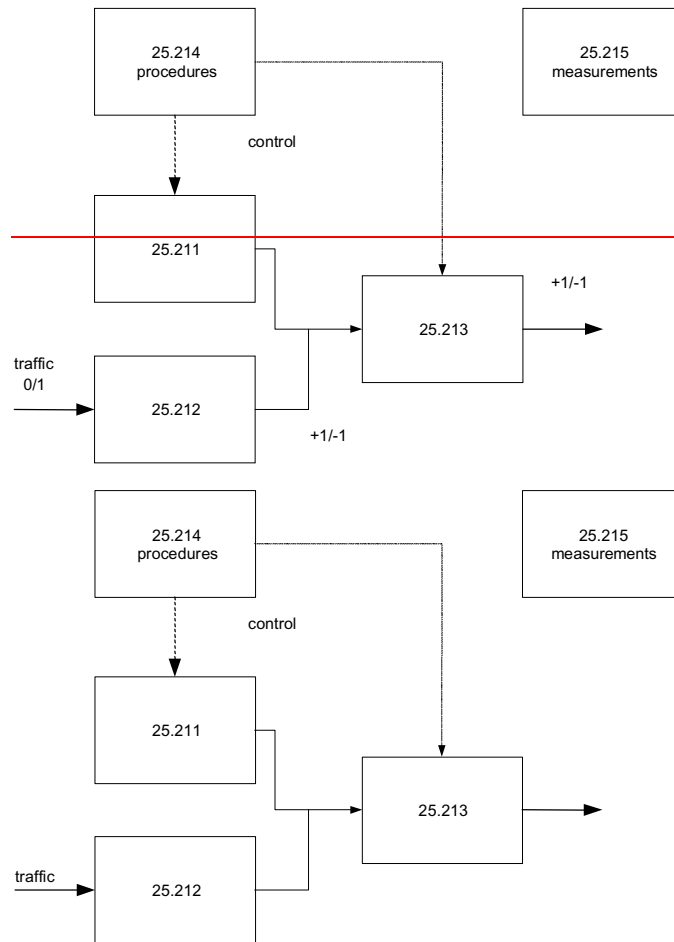 25.214
procedures
25.215
measurements
control
25.211
+1/-1
25.213
traffic
0/1
25.212
+1/-1
25.214
procedures
25.215
measurements
control
25.211
25.213
traffic
25.212